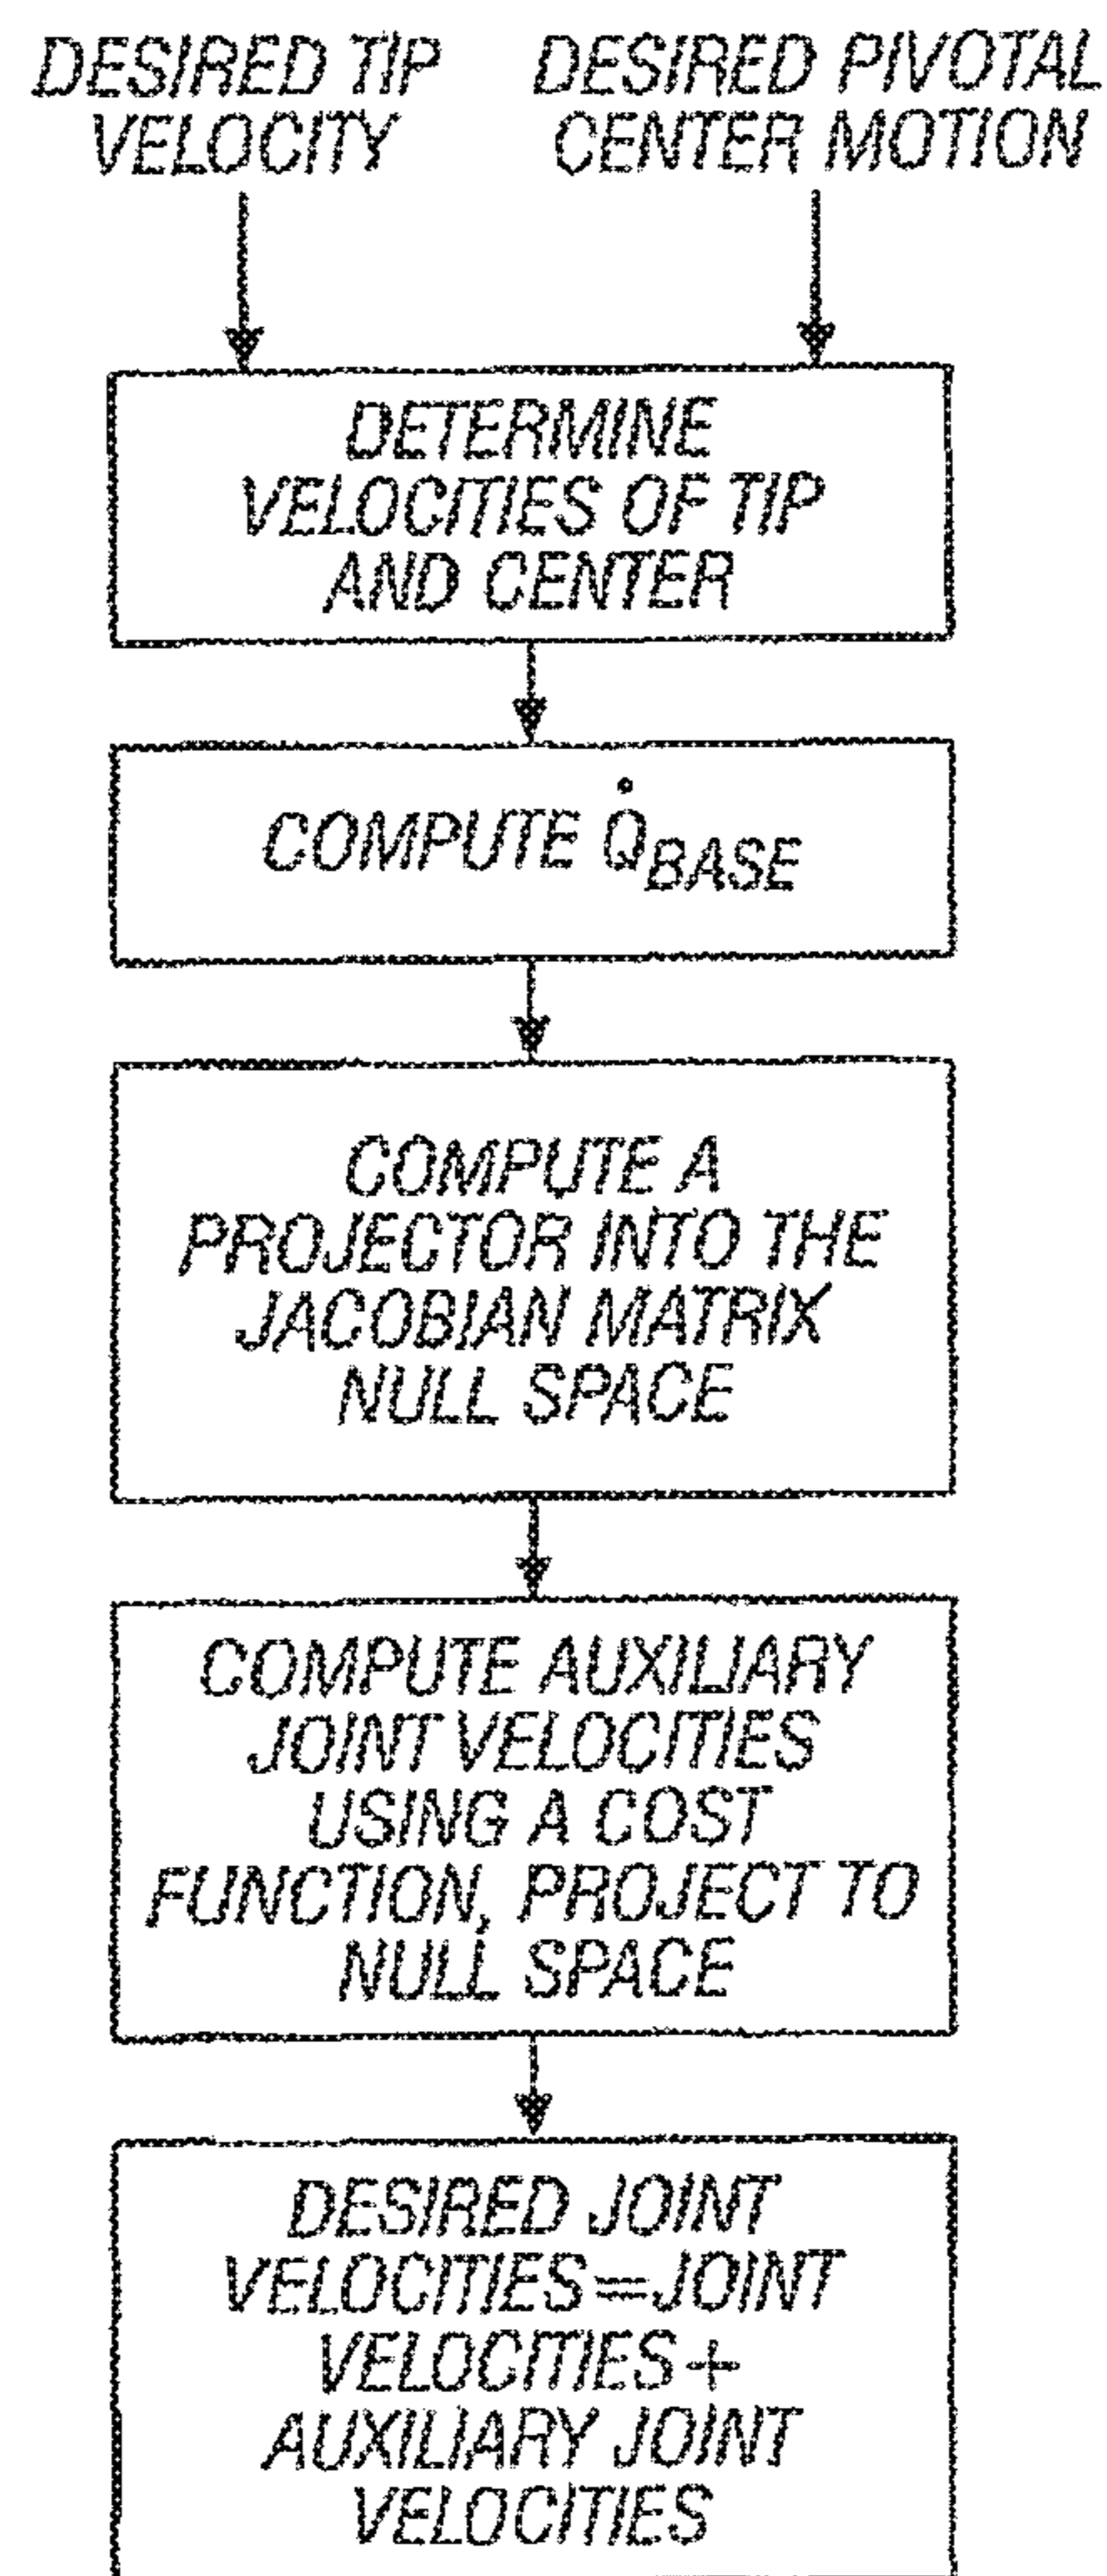 DESIRED TIP
VELOCITY
DESIRED PIVOTAL
CENTER MOTION
DETERMINE
VELOCITIES OF TIP
AND CENTER
COMPUTE Q̇BASE
COMPUTE A
PROJECTOR INTO THE
JACOBIAN MATRIX
NULL SPACE
COMPUTE AUXILIARY
JOINT VELOCITIES
USING A COST
FUNCTION, PROJECT TO
NULL SPACE
DESIRED JOINT
VELOCITIES=JOINT
VELOCITIES+
AUXILIARY JOINT
VELOCITIES